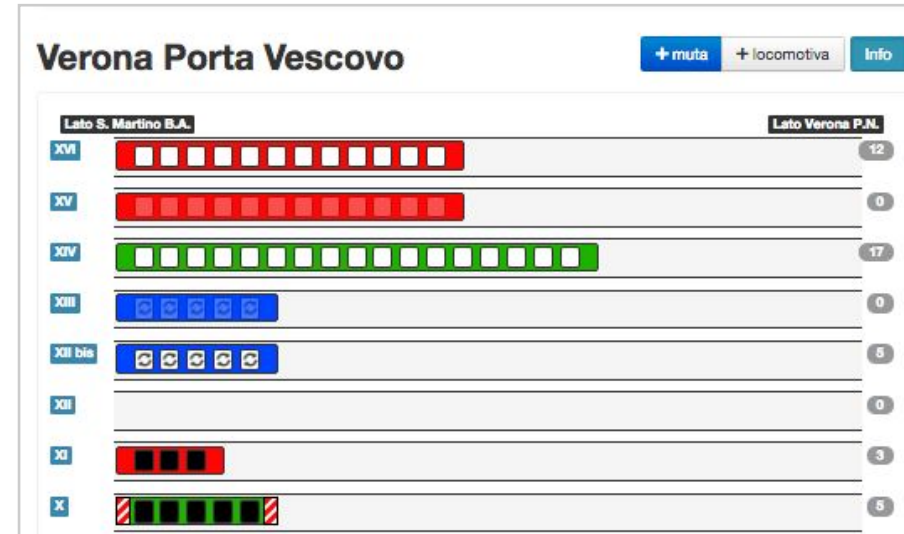 Verona Porta Vescovo
+ muta + locomotiva Info
Lato S. Martino B.A. Lato Verona P.N.
XVI 12
XV 0
XIV 17
XIII 0
XII bis 5
XII 0
XI 3
X 5